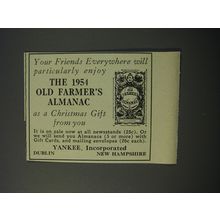 Your Friends Everywhere will
particularly enjoy
THE 1954
OLD FARMER'S
ALMANAC
as a Christmas Gift
from you
It is on sale now at all newsstands (25c). Or
we will send you Almanacs (5 or more) with
Gift Cards, and mailing envelopes (30c each).
YANKEE, Incorporated
DUBLIN NEW HAMPSHIRE